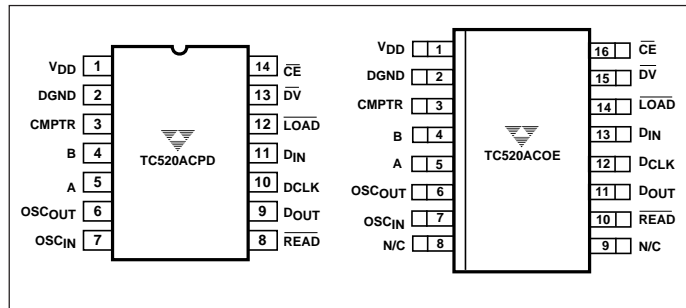 VDD 1 14 CE
DGND 2 13 DV
CMPTR 3 12 LOAD
B 4 11 DIN
A 5 10 DCLK
OSCOUT 6 9 DOUT
OSCIN 7 8 READ
TC520ACPD
VDD 1 16 CE
DGND 2 15 DV
CMPTR 3 14 LOAD
B 4 13 DIN
A 5 12 DCLK
OSCOUT 6 11 DOUT
OSCIN 7 10 READ
N/C 8 9 N/C
TC520ACOE